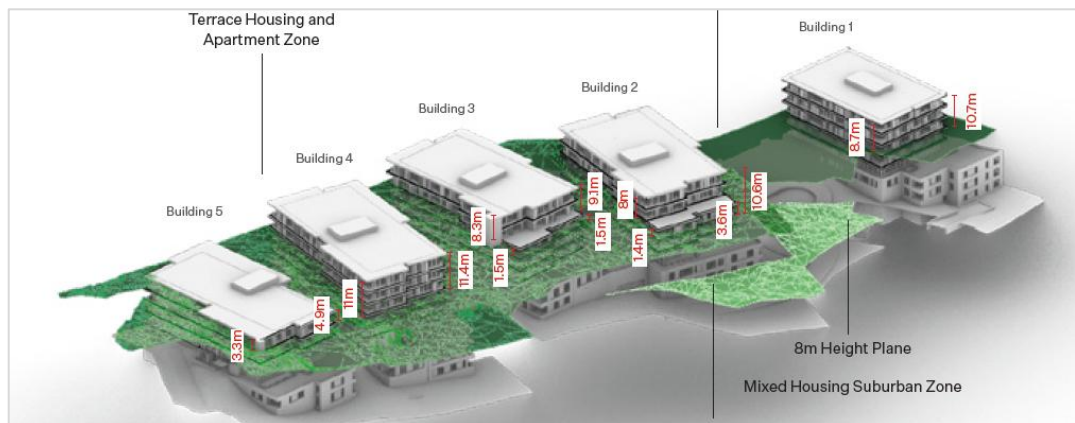 Terrace Housing and
Apartment Zone
Building 1
Building 2
Building 3
Building 4
Building 5
10.7m
8.7m
10.6m
3.6m
8m
1.4m
9.1m
1.5m
8.3m
1.5m
11.4m
11m
4.9m
3.3m
8m Height Plane
Mixed Housing Suburban Zone